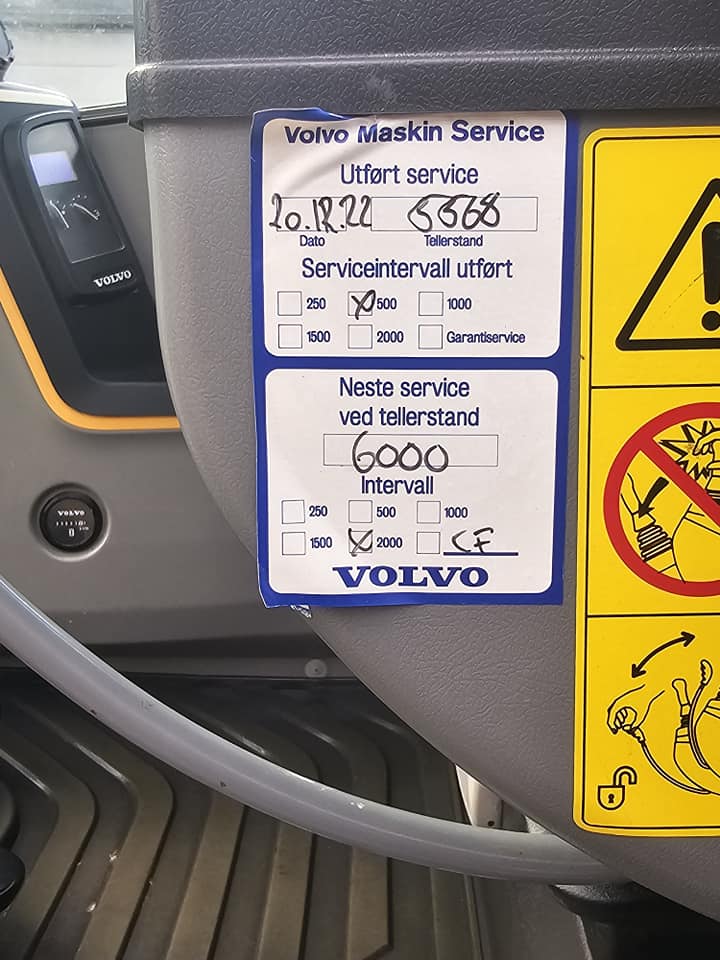 Volvo Maskin Service
Utført service
20.12.22 5568
Dato Tellerstand
Serviceintervall utført
250 500 1000
1500 2000 Garantiservice
Neste service
ved tellerstand
6000
Intervall
250 500 1000
1500 2000 CF
VOLVO
VOLVO
VOLVO